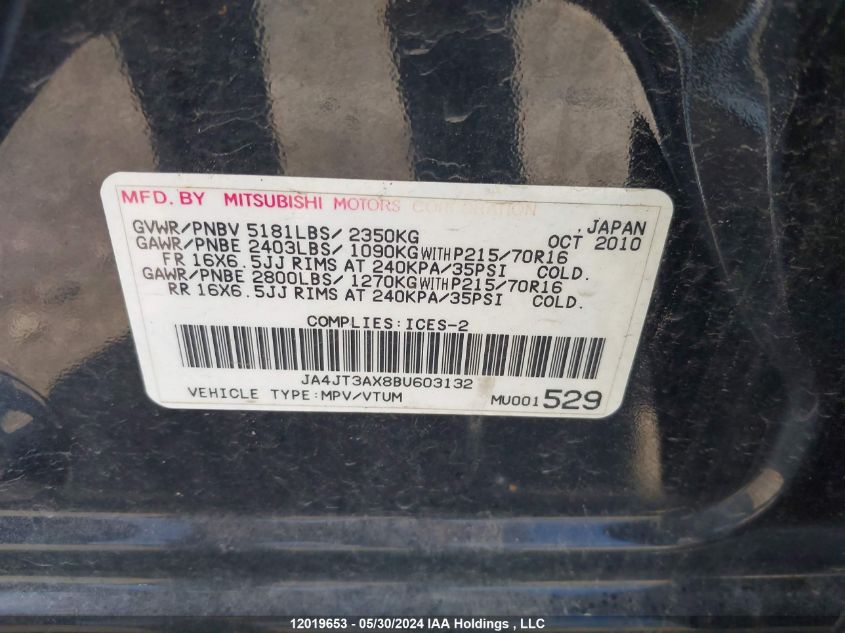 MFD. BY MITSUBISHI MOTORS CORPORATION
, JAPAN
GVWR/PNBV 5181LBS/ 2350KG OCT 2010
GAWR/PNBE 2403LBS/ 1090KG WITH P215/70R16
FR 16X6.5JJ RIMS AT 240KPA/35PSI COLD.
GAWR/PNBE 2800LBS/ 1270KG WITH P215/70R16
RR 16X6.5JJ RIMS AT 240KPA/35PSI COLD.
COMPLIES:ICES-2
JA4JT3AX8BU603132
VEHICLE TYPE:MPV/VTUM MU001 529
12019653 - 05/30/2024 IAA Holdings , LLC